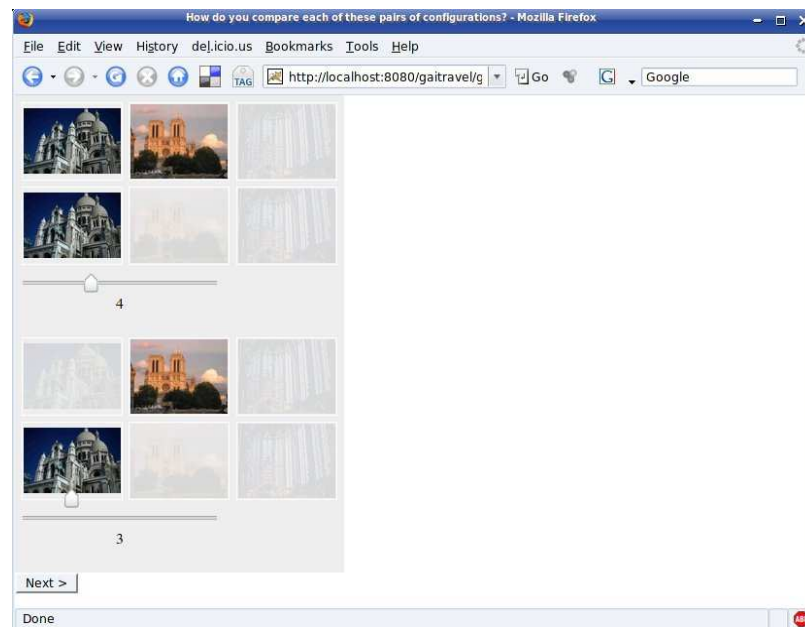 How do you compare each of these pairs of configurations? - Mozilla Firefox
File Edit View History del.icio.us Bookmarks Tools Help
TAG http://localhost:8080/gaitravel/g Go G Google
4
3
Next >
Done
ABP